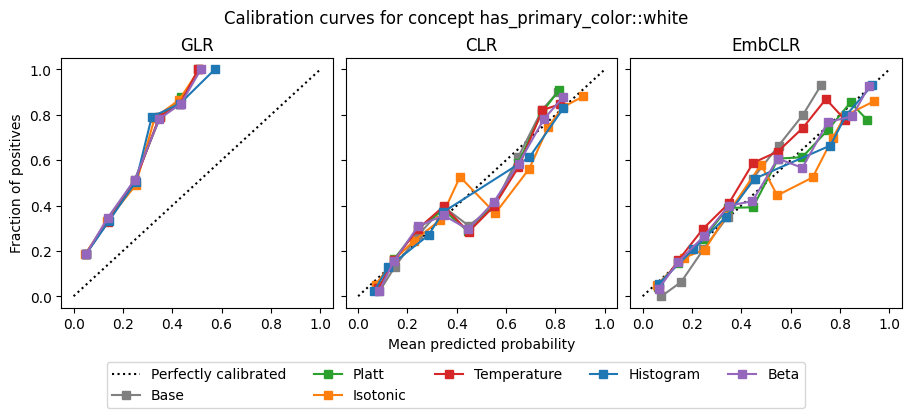 Calibration curves for concept has_primary_color::white
GLR
CLR
EmbCLR
Fraction of positives
1.0
0.8
0.6
0.4
0.2
0.0
0.0 0.2 0.4 0.6 0.8 1.0
0.0 0.2 0.4 0.6 0.8 1.0
0.0 0.2 0.4 0.6 0.8 1.0
Mean predicted probability
Perfectly calibrated Platt Temperature Histogram Beta
Base Isotonic